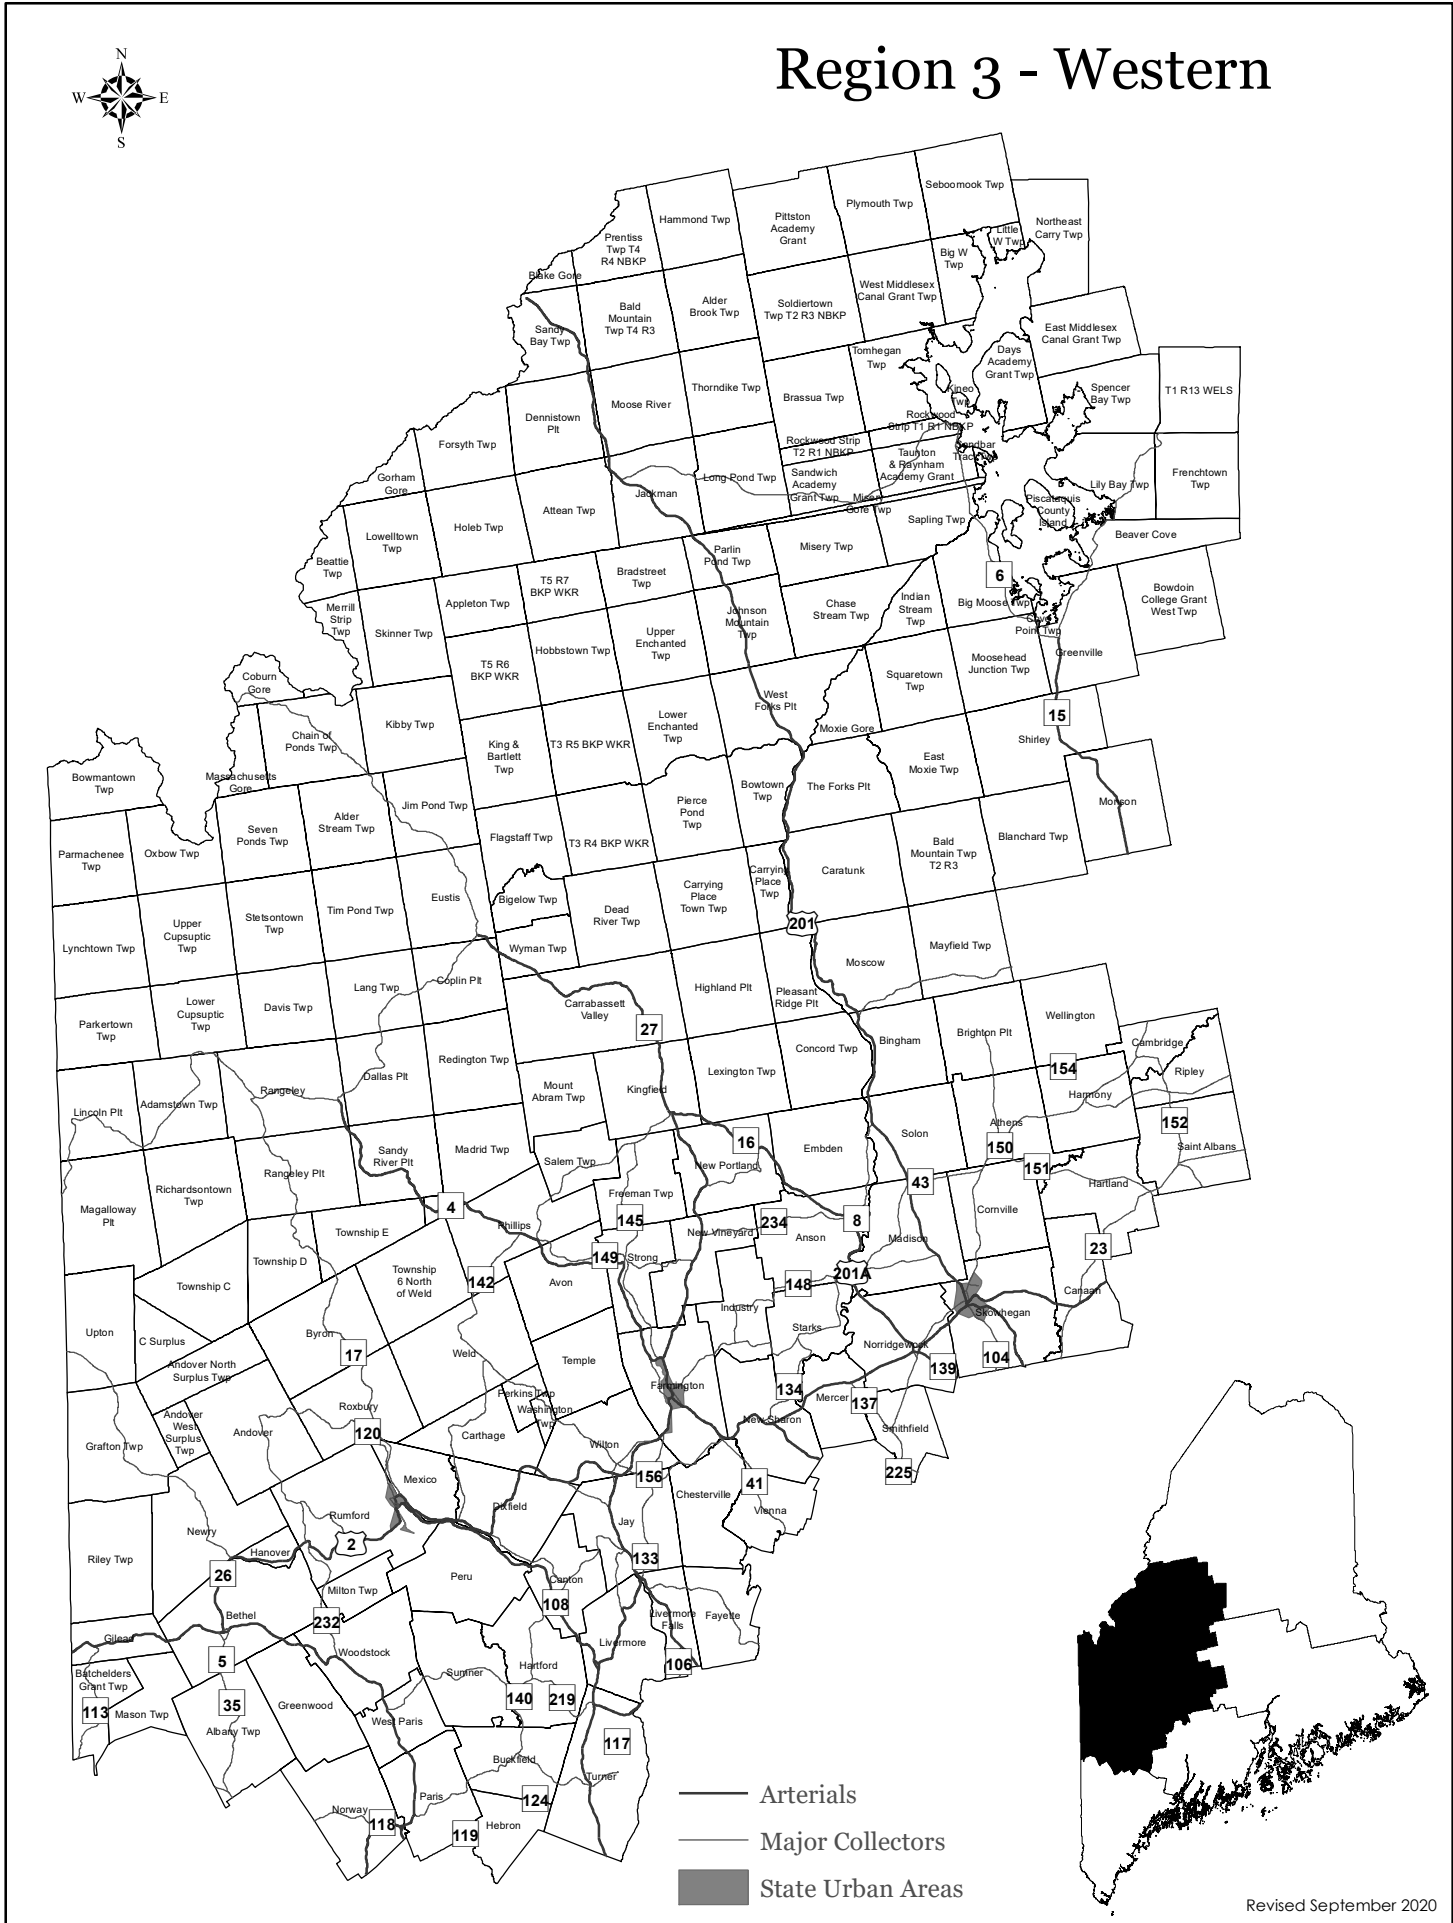 Region 3 - Western
N
W
E
S
Seboomook Twp
Plymouth Twp
Hammond Twp
Pittston
Academy
Grant
Northeast
Carry Twp
Little
W Twp
Prentiss
Twp T4
R4 NBKP
Big W
Twp
Blake Gore
West Middlesex
Canal Grant Twp
Bald
Mountain
Twp T4 R3
Alder
Brook Twp
Soldiertown
Twp T2 R3 NBKP
Sandy
Bay Twp
East Middlesex
Canal Grant Twp
Tomhegan
Twp
Days
Academy
Grant Twp
Thorndike Twp
Brassua Twp
Kineo
Twp
Spencer
Bay Twp
T1 R13 WELS
Moose River
Dennistown
Plt
Rockwood
Strip T1 R1 NBKP
Forsyth Twp
Rockwood Strip
T2 R1 NBKP
Sandbar
Tract Twp
Taunton
& Raynham
Academy Grant
Gorham
Gore
Long Pond Twp
Sandwich
Academy
Grant Twp
Lily Bay Twp
Frenchtown
Twp
Jackman
Misery
Gore Twp
Piscataquis
County
Island
Attean Twp
Sapling Twp
Holeb Twp
Lowelltown
Twp
Beaver Cove
Misery Twp
Parlin
Pond Twp
Beattie
Twp
Bradstreet
Twp
T5 R7
BKP WKR
6
Bowdoin
College Grant
West Twp
Appleton Twp
Merrill
Strip
Twp
Skinner Twp
Johnson
Mountain
Twp
Chase
Stream Twp
Indian
Stream
Twp
Big Moose Twp
Cove
Point Twp
Upper
Enchanted
Twp
Hobbstown Twp
Greenville
Moosehead
Junction Twp
T5 R6
BKP WKR
Squaretown
Twp
Coburn
Gore
West
Forks Plt
Kibby Twp
Lower
Enchanted
Twp
Moxie Gore
15
Shirley
Chain of
Ponds Twp
King &
Bartlett
Twp
T3 R5 BKP WKR
East
Moxie Twp
Bowmantown
Twp
Massachusetts
Gore
Bowtown
Twp
The Forks Plt
Monson
Jim Pond Twp
Pierce
Pond
Twp
Alder
Stream Twp
Seven
Ponds Twp
Flagstaff Twp
T3 R4 BKP WKR
Blanchard Twp
Bald
Mountain Twp
T2 R3
Parmachenee
Twp
Oxbow Twp
Carrying
Place
Twp
Caratunk
Eustis
Bigelow Twp
Carrying
Place
Town Twp
Tim Pond Twp
Stetsontown
Twp
Dead
River Twp
201
Upper
Cupsuptic
Twp
Lynchtown Twp
Wyman Twp
Mayfield Twp
Moscow
Coplin Plt
Lang Twp
Highland Plt
Pleasant
Ridge Plt
Davis Twp
Lower
Cupsuptic
Twp
Carrabassett
Valley
Wellington
Parkertown
Twp
27
Brighton Plt
Bingham
Cambridge
Concord Twp
Redington Twp
154
Ripley
Dallas Plt
Lexington Twp
Kingfield
Mount
Abram Twp
Harmony
Rangeley
Adamstown Twp
Lincoln Plt
152
Athens
Solon
16
150
Saint Albans
Embden
Madrid Twp
Sandy
River Plt
Salem Twp
New Portland
151
Rangeley Plt
43
Hartland
Richardsontown
Twp
Freeman Twp
Magalloway
Plt
4
145
234
8
Cornville
Phillips
Township E
New Vineyard
Anson
Madison
23
149
Strong
Township D
201A
Township
6 North
of Weld
142
Avon
148
Township C
Canaan
Industry
Skowhegan
Upton
C Surplus
Byron
Starks
17
Norridgewock
104
Weld
Temple
139
Andover North
Surplus Twp
Farmington
134
Mercer
137
Perkins Twp
Washington
Twp
Roxbury
Andover
West
Surplus
Twp
Andover
120
New Sharon
Smithfield
Grafton Twp
Carthage
Wilton
225
Mexico
156
41
Chesterville
Dixfield
Vienna
Rumford
Jay
Newry
2
Hanover
Riley Twp
133
26
Peru
Canton
Milton Twp
108
Bethel
232
Livermore
Falls
Fayette
Gilead
Livermore
Woodstock
5
106
Batchelders
Grant Twp
Sumner
Hartford
35
140
219
113
Mason Twp
Greenwood
West Paris
Albany Twp
117
Buckfield
Turner
Paris
124
Norway
118
Hebron
119
Arterials
Major Collectors
State Urban Areas
Revised September 2020